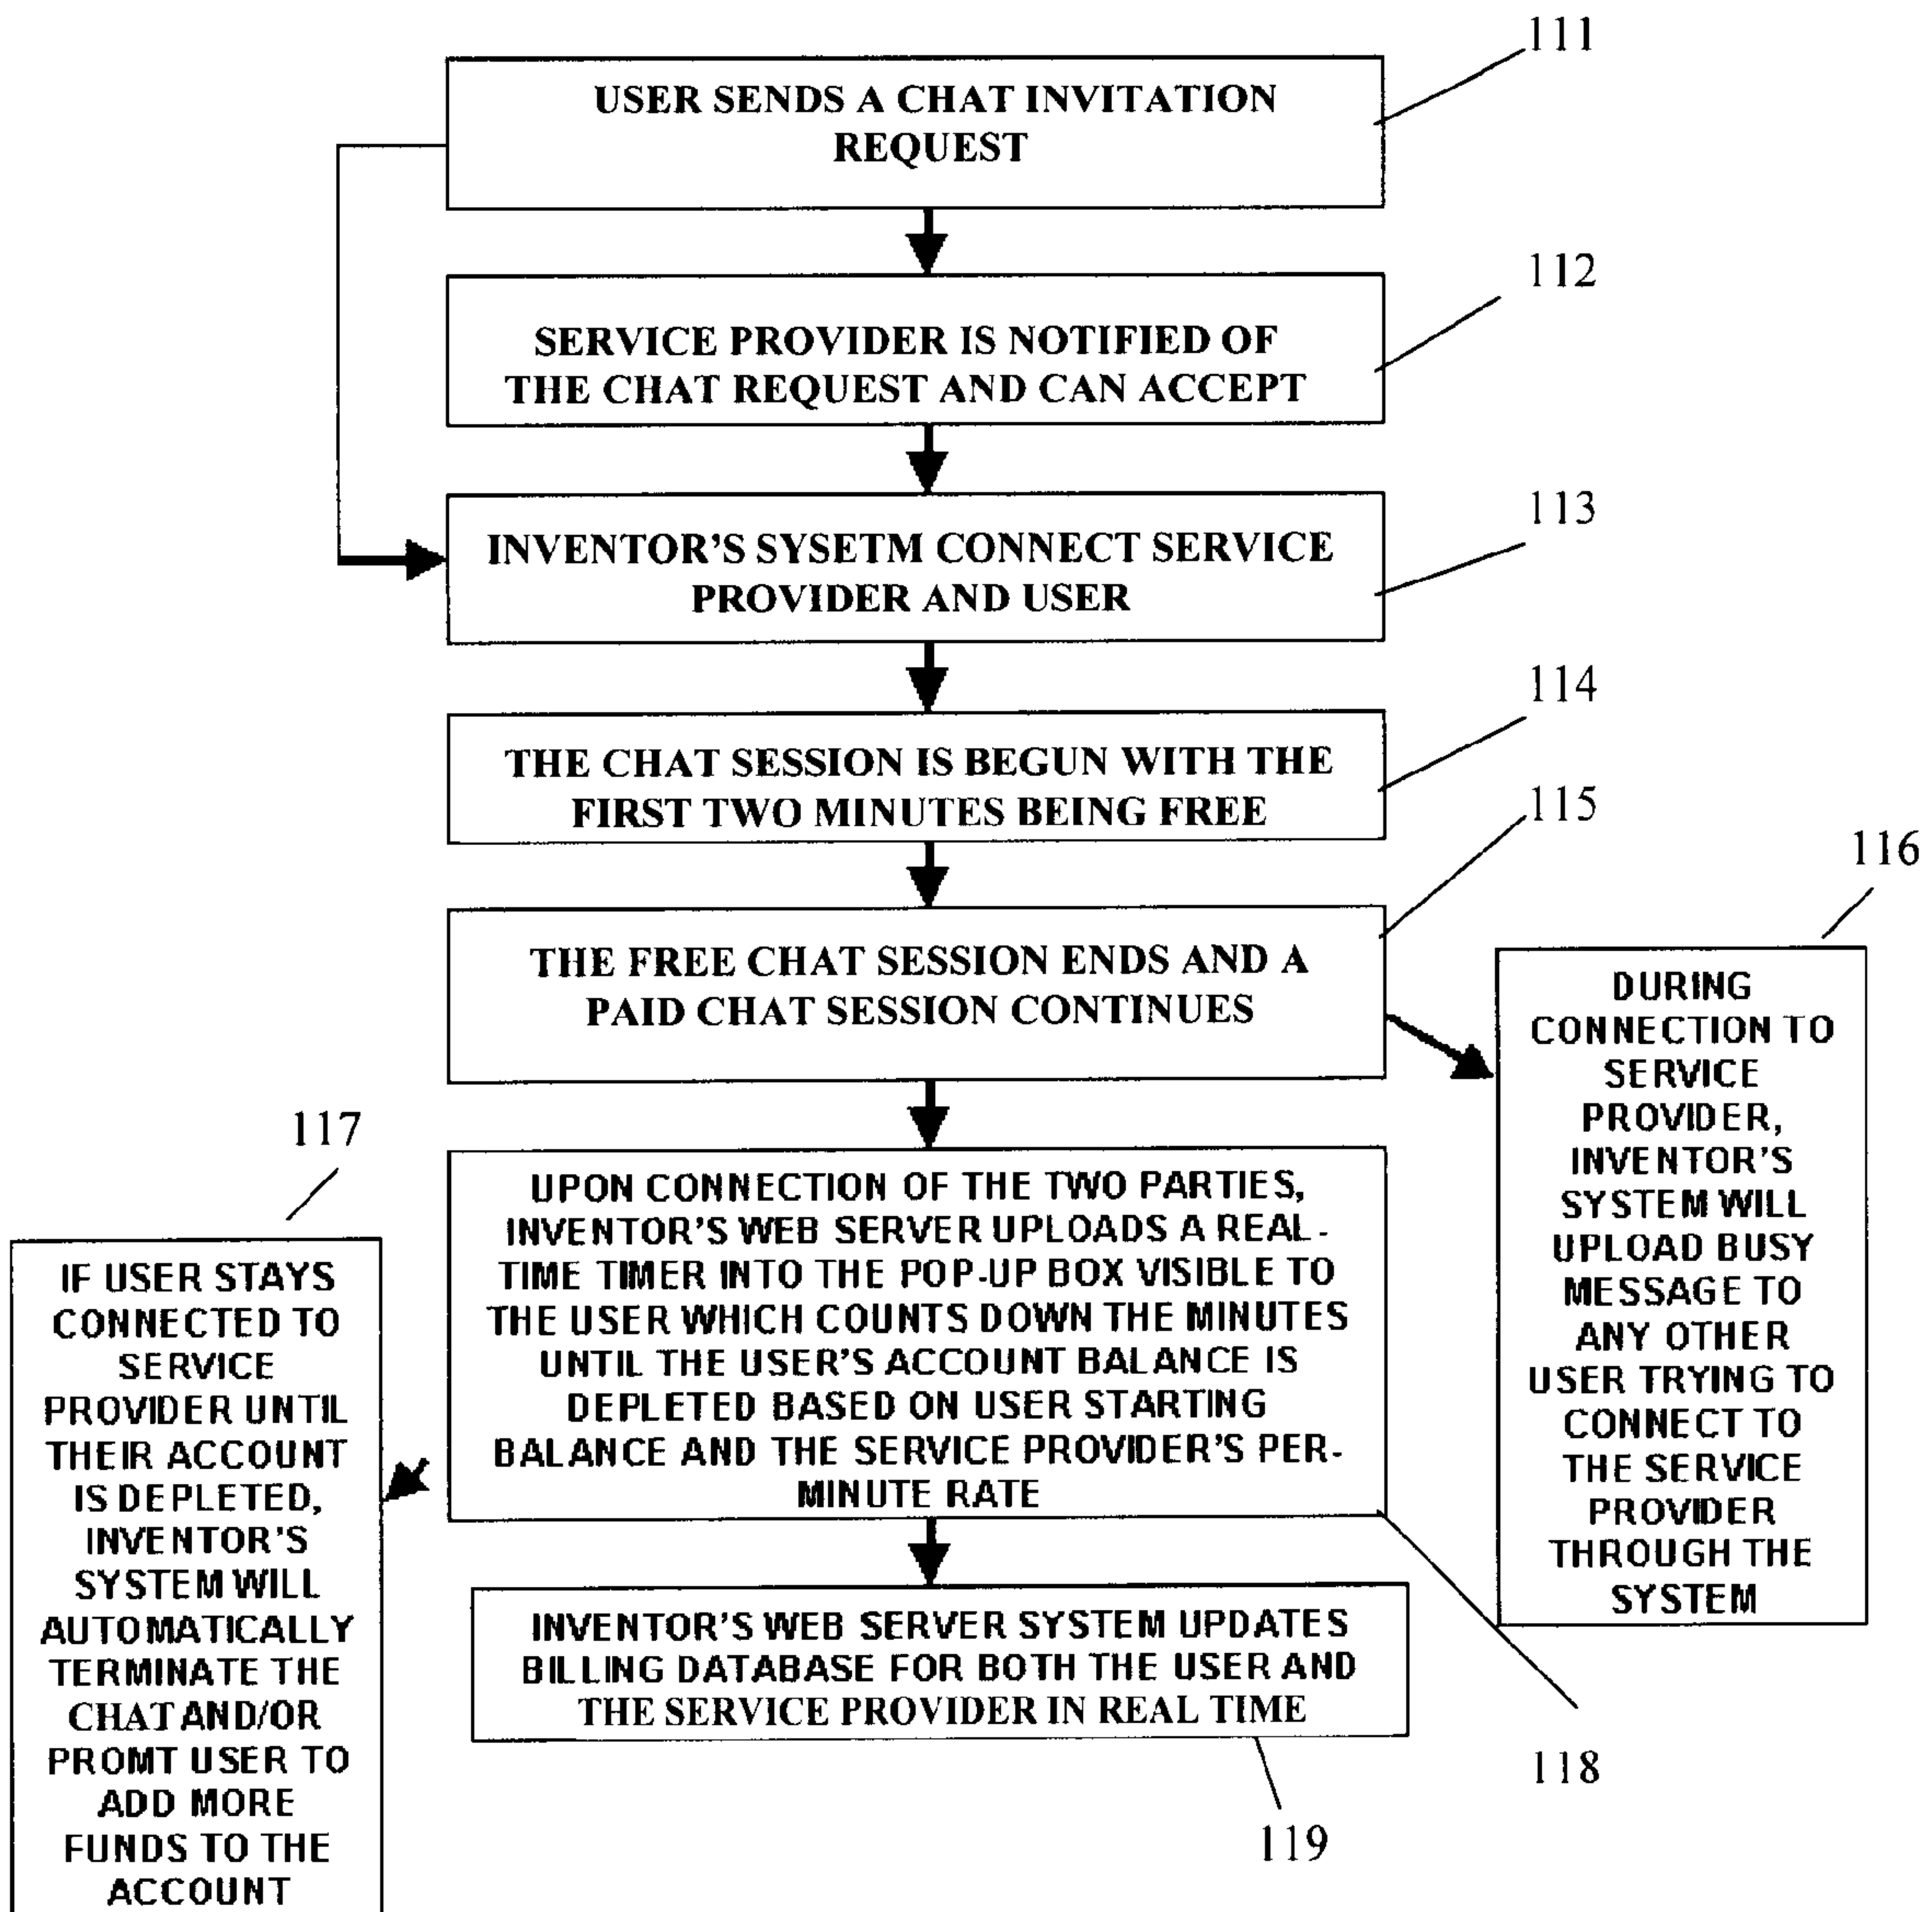 111
USER SENDS A CHAT INVITATION
REQUEST
112
SERVICE PROVIDER IS NOTIFIED OF
THE CHAT REQUEST AND CAN ACCEPT
113
INVENTOR'S SYSETM CONNECT SERVICE
PROVIDER AND USER
114
THE CHAT SESSION IS BEGUN WITH THE
FIRST TWO MINUTES BEING FREE
115
THE FREE CHAT SESSION ENDS AND A
PAID CHAT SESSION CONTINUES
116
DURING
CONNECTION TO
SERVICE
PROVIDER,
INVENTOR'S
SYSTEM WILL
UPLOAD BUSY
MESSAGE TO
ANY OTHER
USER TRYING TO
CONNECT TO
THE SERVICE
PROVIDER
THROUGH THE
SYSTEM
117
IF USER STAYS
CONNECTED TO
SERVICE
PROVIDER UNTIL
THEIR ACCOUNT
IS DEPLETED,
INVENTOR'S
SYSTEM WILL
AUTOMATICALLY
TERMINATE THE
CHAT AND/OR
PROMT USER TO
ADD MORE
FUNDS TO THE
ACCOUNT
UPON CONNECTION OF THE TWO PARTIES,
INVENTOR'S WEB SERVER UPLOADS A REAL-
TIME TIMER INTO THE POP-UP BOX VISIBLE TO
THE USER WHICH COUNTS DOWN THE MINUTES
UNTIL THE USER'S ACCOUNT BALANCE IS
DEPLETED BASED ON USER STARTING
BALANCE AND THE SERVICE PROVIDER'S PER-
MINUTE RATE
118
INVENTOR'S WEB SERVER SYSTEM UPDATES
BILLING DATABASE FOR BOTH THE USER AND
THE SERVICE PROVIDER IN REAL TIME
119